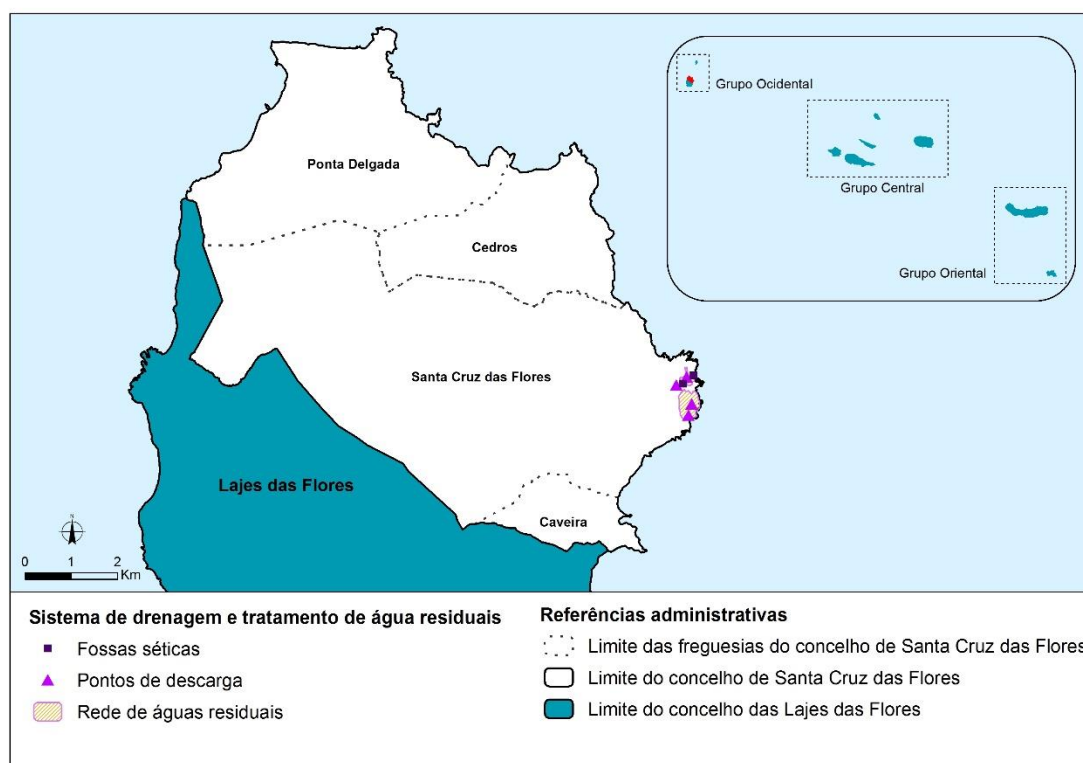 Grupo Ocidental
Grupo Central
Grupo Oriental
Ponta Delgada
Cedros
Santa Cruz das Flores
Lajes das Flores
Caveira
N
0 1 2
Km
Sistema de drenagem e tratamento de água residuais
Fossas séticas
Pontos de descarga
Rede de águas residuais
Referências administrativas
Limite das freguesias do concelho de Santa Cruz das Flores
Limite do concelho de Santa Cruz das Flores
Limite do concelho das Lajes das Flores